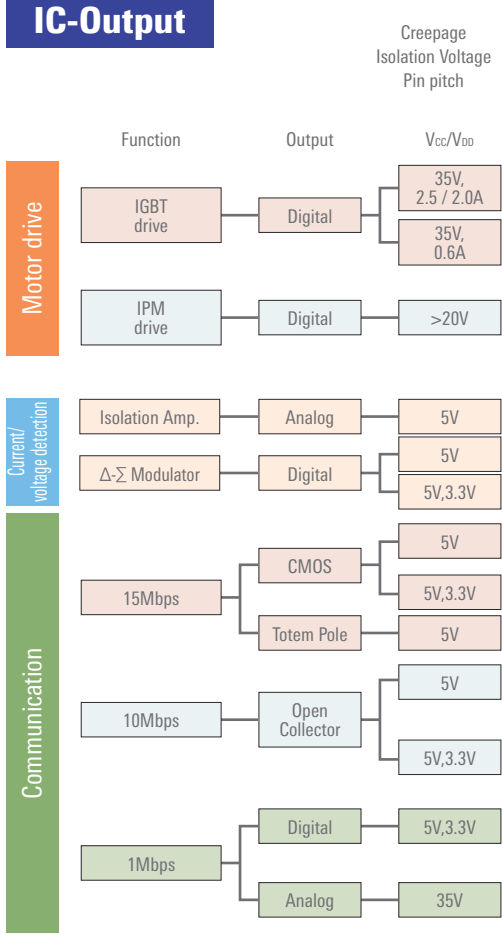 IC-Output
Creepage
Isolation Voltage
Pin pitch
Function
Output
VCC/VDD
Motor drive
IGBT
drive
Digital
35V,
2.5 / 2.0A
35V,
0.6A
IPM
drive
Digital
>20V
Current/
voltage detection
Isolation Amp.
Analog
5V
Δ-∑ Modulator
Digital
5V
5V,3.3V
Communication
15Mbps
CMOS
5V
5V,3.3V
Totem Pole
5V
10Mbps
Open
Collector
5V
5V,3.3V
1Mbps
Digital
5V,3.3V
Analog
35V